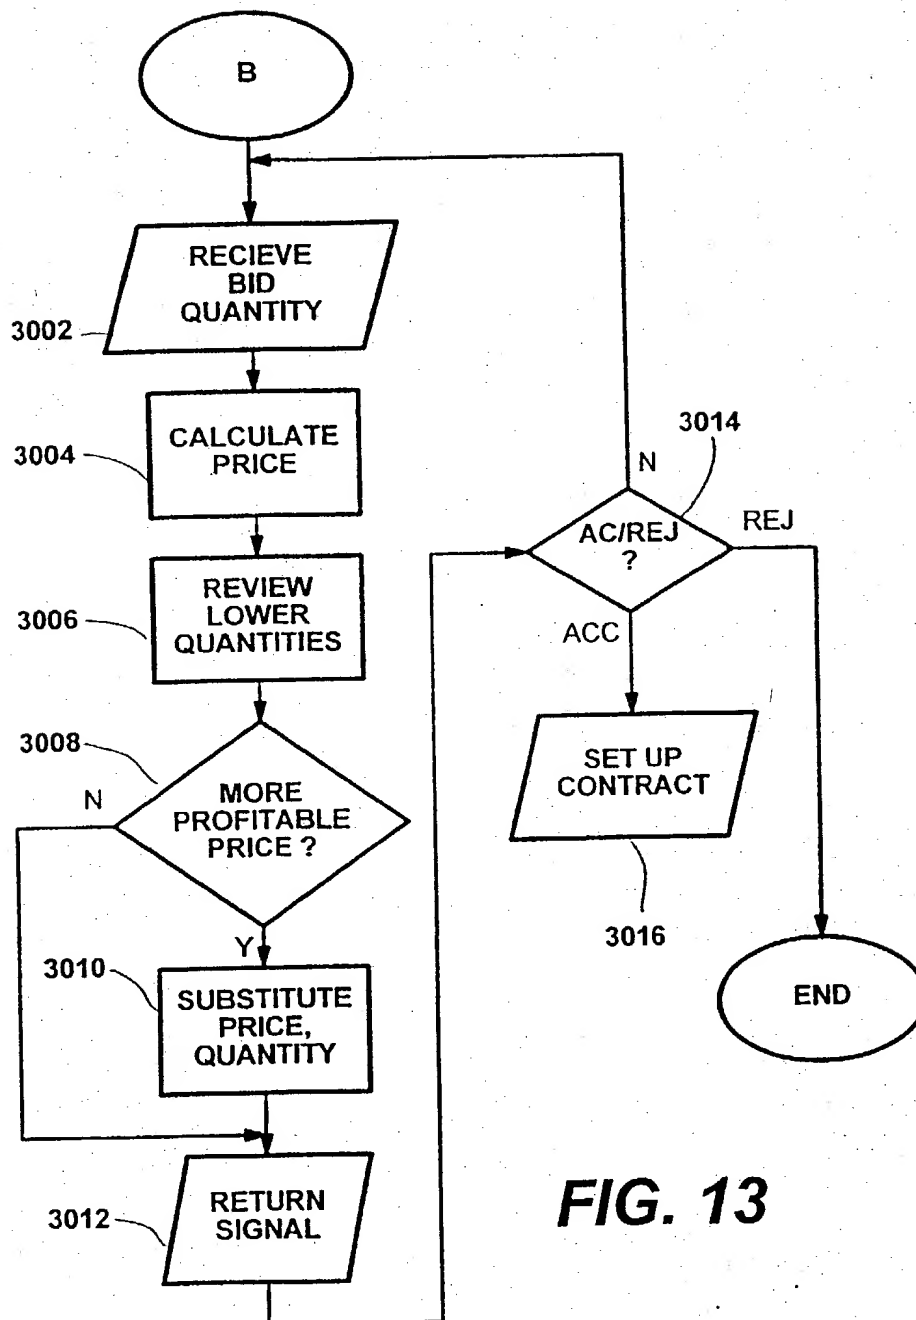 B
RECIEVE
BID
QUANTITY
3002
CALCULATE
PRICE
3004
REVIEW
LOWER
QUANTITIES
3006
3008
MORE
PROFITABLE
PRICE ?
N
Y
3010
SUBSTITUTE
PRICE,
QUANTITY
3012
RETURN
SIGNAL
3014
N
AC/REJ
?
REJ
ACC
SET UP
CONTRACT
3016
END
FIG. 13